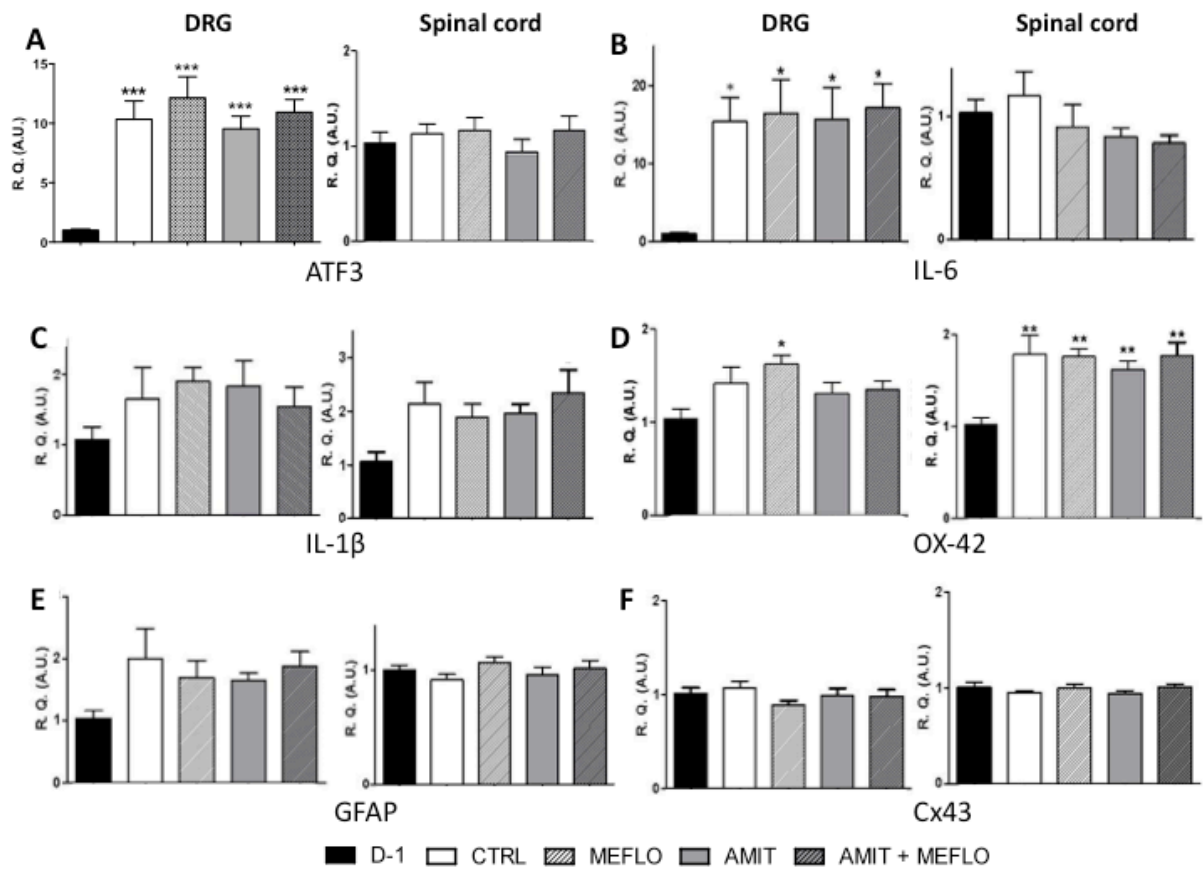 DRG Spinal cord DRG Spinal cord
A B
15 10 5 0 R. Q. (A.U.) *** *** *** ***
2 1 0 R. Q. (A.U.)
20 10 0 R. Q. (A.U.) * * * *
1 0 R. Q. (A.U.)
ATF3 IL-6
C D
2 1 0 R. Q. (A.U.)
3 2 1 0 R. Q. (A.U.)
2 1 0 R. Q. (A.U.) *
2 1 0 R. Q. (A.U.) ** ** ** **
IL-1β OX-42
E F
3 2 1 0 R. Q. (A.U.)
1 0 R. Q. (A.U.)
2 1 0 R. Q. (A.U.)
2 1 0 R. Q. (A.U.)
GFAP Cx43
D-1 CTRL MEFLO AMIT AMIT + MEFLO